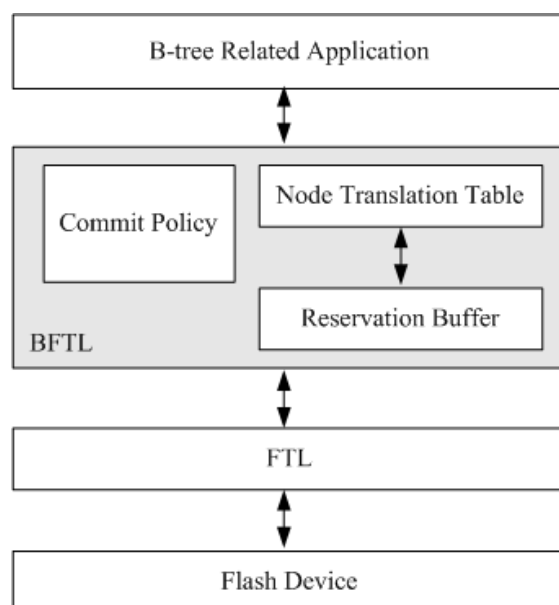 B-tree Related Application
Commit Policy
Node Translation Table
Reservation Buffer
BFTL
FTL
Flash Device